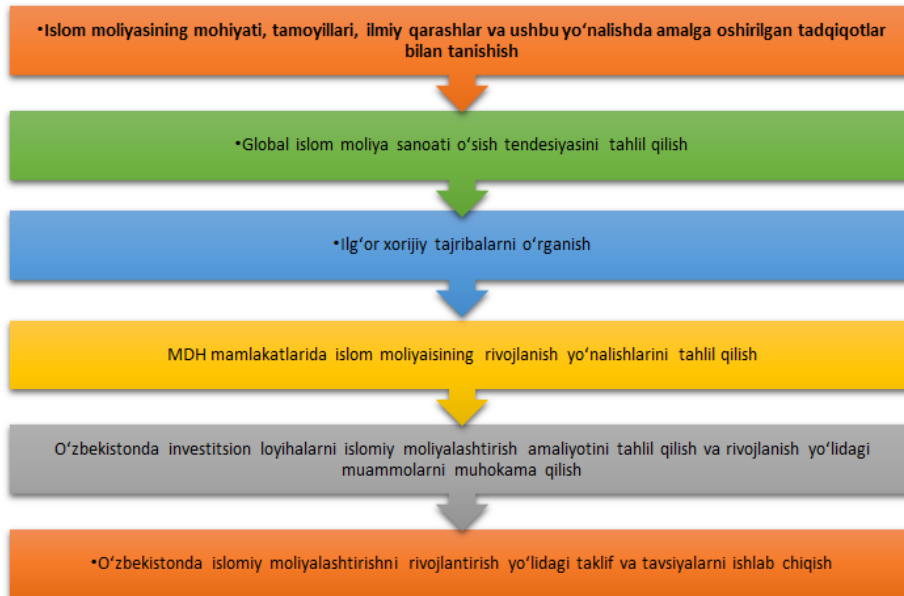 •Islom moliyasining mohiyati, tamoyillari, ilmiy qarashlar va ushbu yo‘nalishda amalga oshirilgan tadqiqotlar
bilan tanishish
•Global islom moliya sanoati o‘sish tendesiyasini tahlil qilish
•Ilg‘or xorijiy tajribalarni o‘rganish
MDH mamlakatlarida islom moliyaisining rivojlanish yo‘nalishlarini tahlil qilish
O‘zbekistonda investitsion loyihalarni islomiy moliyalashtirish amaliyotini tahlil qilish va rivojlanish yo‘lidagi
muammolarni muhokama qilish
•O‘zbekistonda islomiy moliyalashtirishni rivojlantirish yo‘lidagi taklif va tavsiyalarni ishlab chiqish